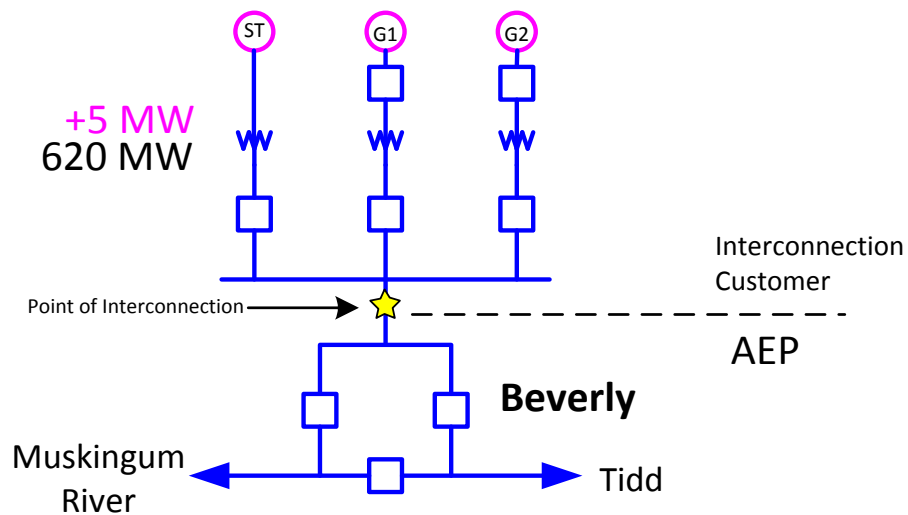 ST
G1
G2
+5 MW
620 MW
Interconnection
Customer
Point of Interconnection
AEP
Beverly
Muskingum
River
Tidd